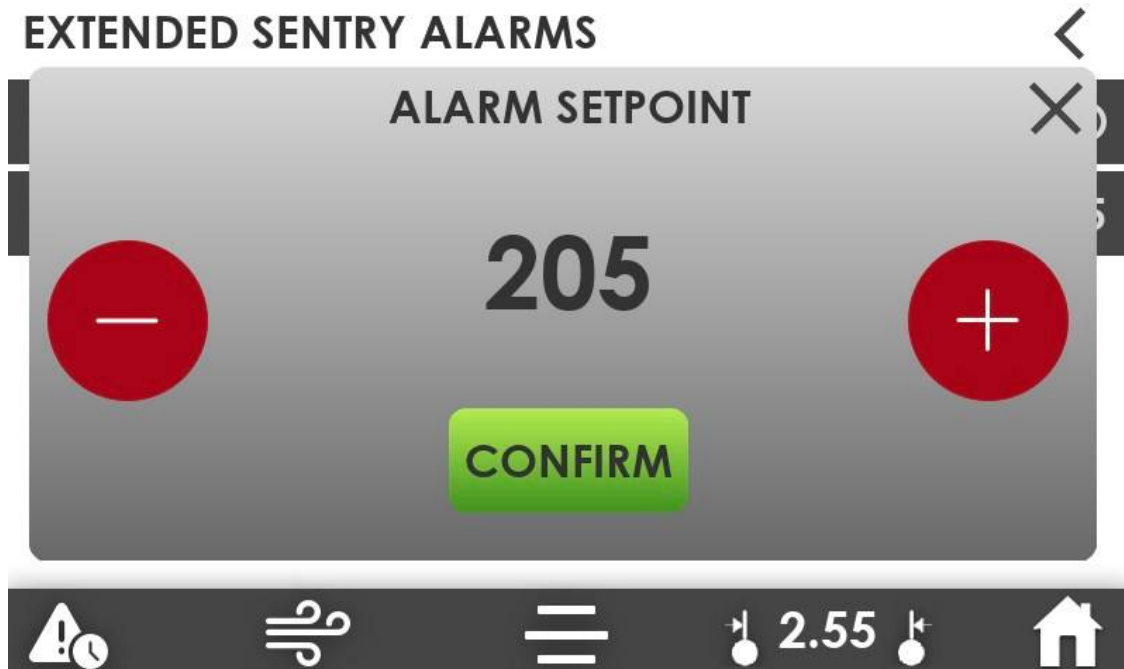 EXTENDED SENTRY ALARMS
ALARM SETPOINT
205
CONFIRM
2.55